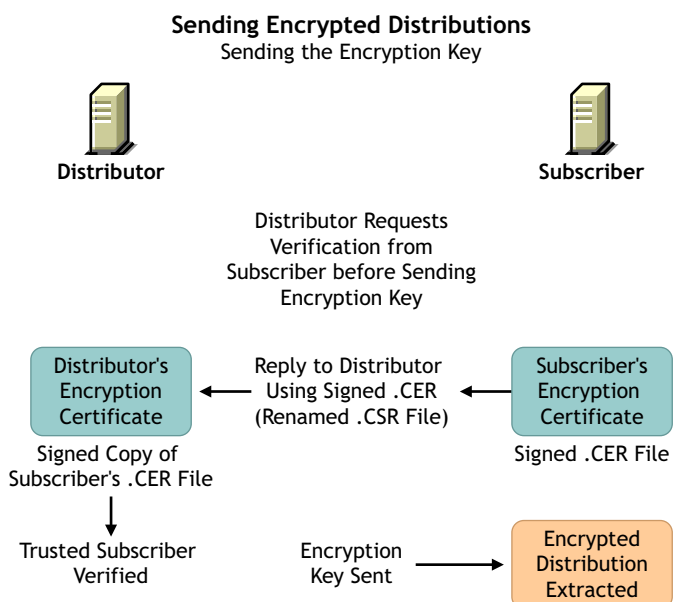 Sending Encrypted Distributions
Sending the Encryption Key
Distributor
Subscriber
Distributor Requests
Verification from
Subscriber before Sending
Encryption Key
Distributor's
Encryption
Certificate
Reply to Distributor
Using Signed .CER
(Renamed .CSR File)
Subscriber's
Encryption
Certificate
Signed Copy of
Subscriber's .CER File
Signed .CER File
Trusted Subscriber
Verified
Encryption
Key Sent
Encrypted
Distribution
Extracted